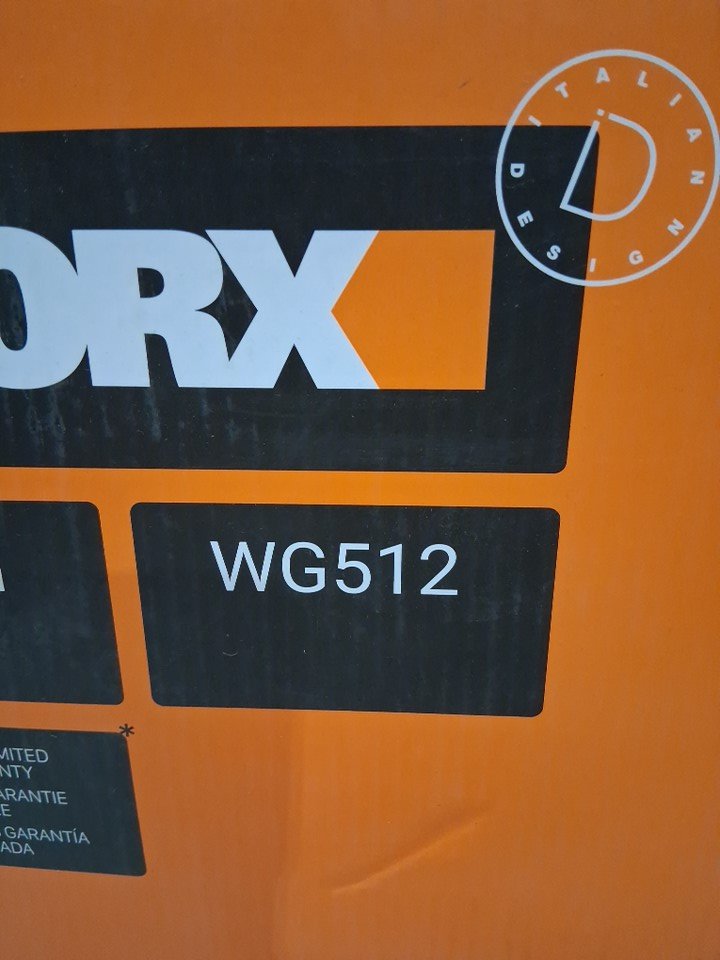 ITALIAN DESIGN
ORX
WG512
*
MITED
NTY
ARANTIE
E
GARANTÍA
ADA